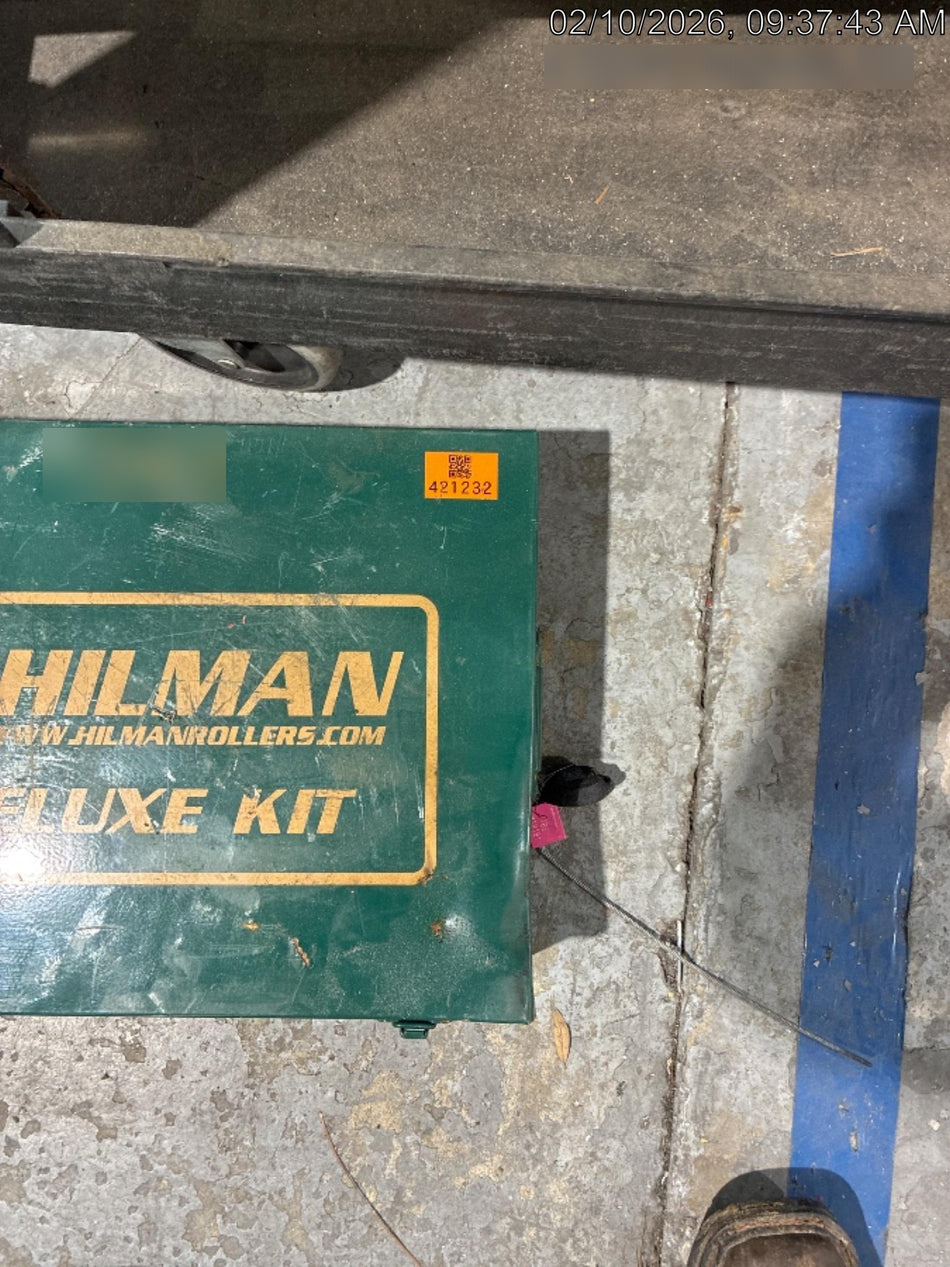 02/10/2026, 09:37:43 AM
421232
HILMAN
WWW.HILMANROLLERS.COM
ELUXE KIT